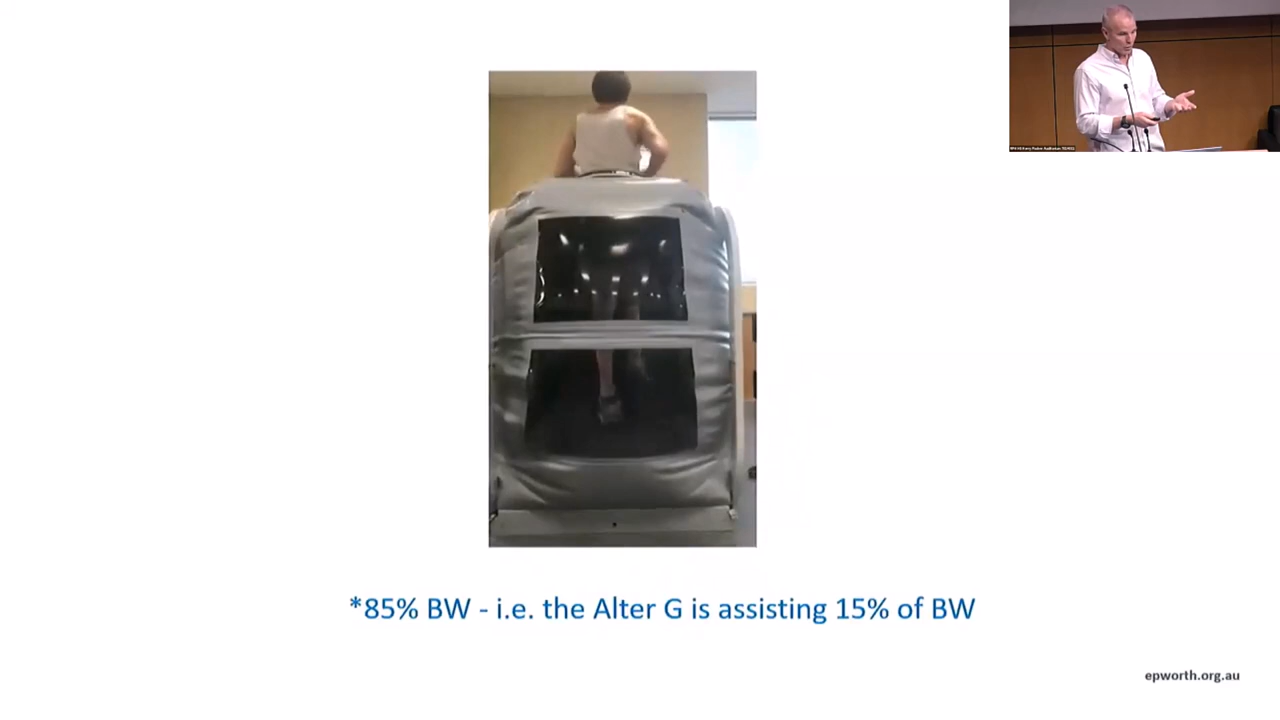 *85% BW - i.e. the Alter G is assisting 15% of BW
epworth.org.au